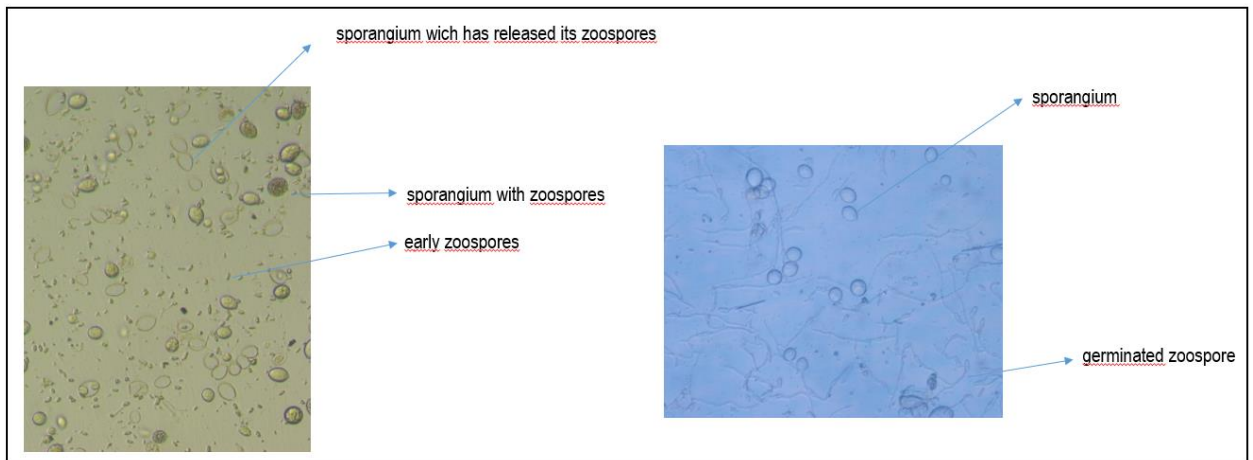 sporangium wich has released its zoospores
sporangium
sporangium with zoospores
early zoospores
germinated zoospore